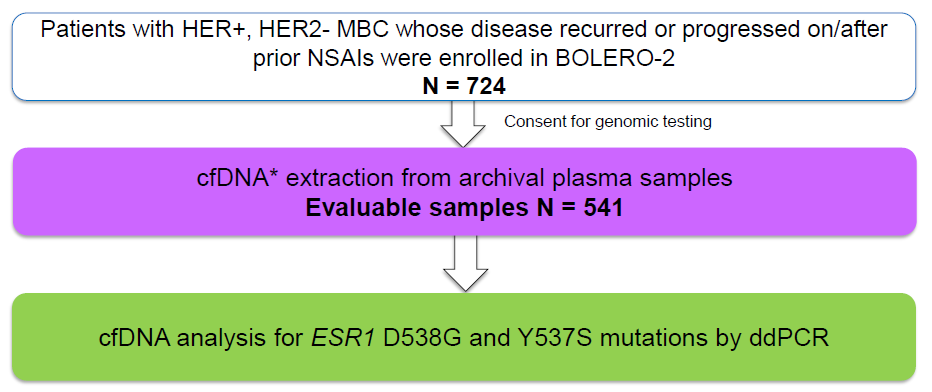 Patients with HER+, HER2- MBC whose disease recurred or progressed on/after
prior NSAIs were enrolled in BOLERO-2
N = 724
Consent for genomic testing
cfDNA* extraction from archival plasma samples
Evaluable samples N = 541
cfDNA analysis for ESR1 D538G and Y537S mutations by ddPCR